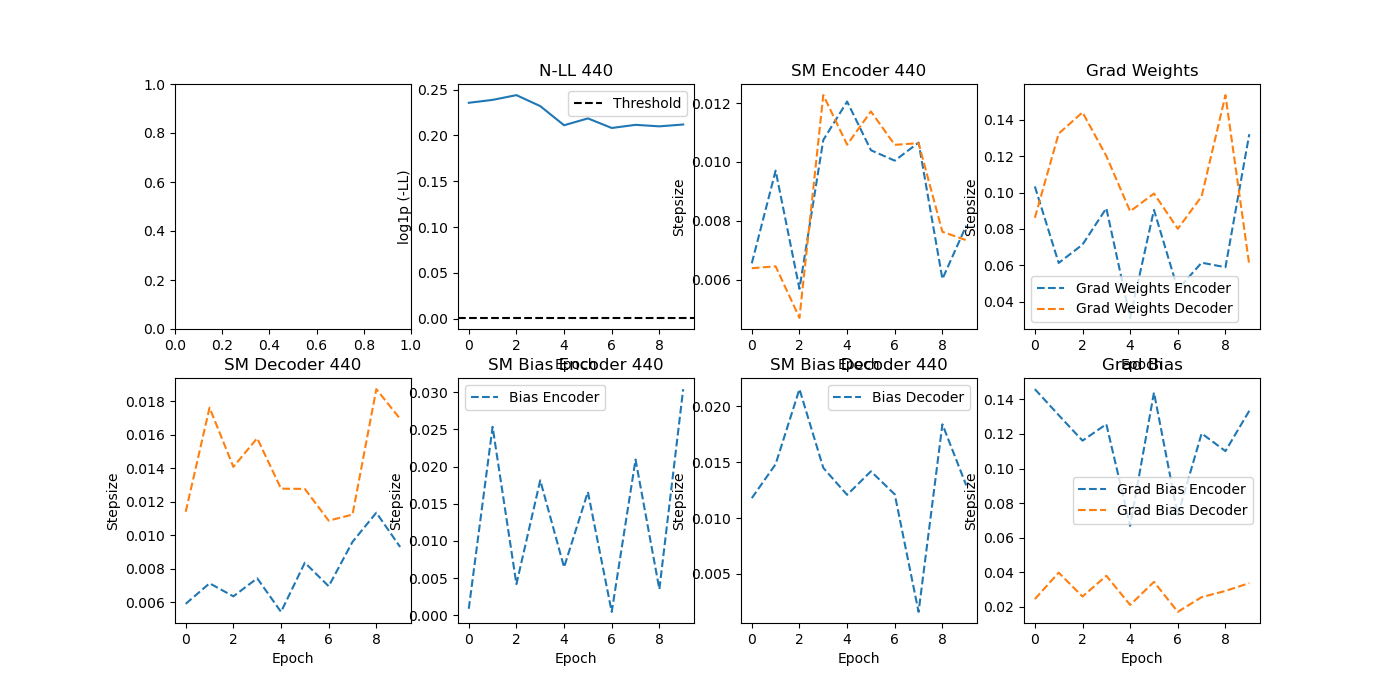 N-LL 440
SM Encoder 440
Grad Weights
1.0
0.8
0.6
0.4
0.2
0.0
0.0 0.2 0.4 0.6 0.8 1.0
log1p (-LL)
0.25
0.20
0.15
0.10
0.05
0.00
Threshold
0 2 4 6 8
Epoch
Stepsize
0.012
0.010
0.008
0.006
0 2 4 6 8
Epoch
Stepsize
0.14
0.12
0.10
0.08
0.06
0.04
Grad Weights Encoder
Grad Weights Decoder
0 2 4 6 8
Epoch
SM Decoder 440
SM Bias Encoder 440
SM Bias Decoder 440
Grad Bias
Stepsize
0.018
0.016
0.014
0.012
0.010
0.008
0.006
0 2 4 6 8
Epoch
Stepsize
0.030
0.025
0.020
0.015
0.010
0.005
0.000
Bias Encoder
0 2 4 6 8
Epoch
Stepsize
0.020
0.015
0.010
0.005
Bias Decoder
0 2 4 6 8
Epoch
Stepsize
0.14
0.12
0.10
0.08
0.06
0.04
0.02
Grad Bias Encoder
Grad Bias Decoder
0 2 4 6 8
Epoch